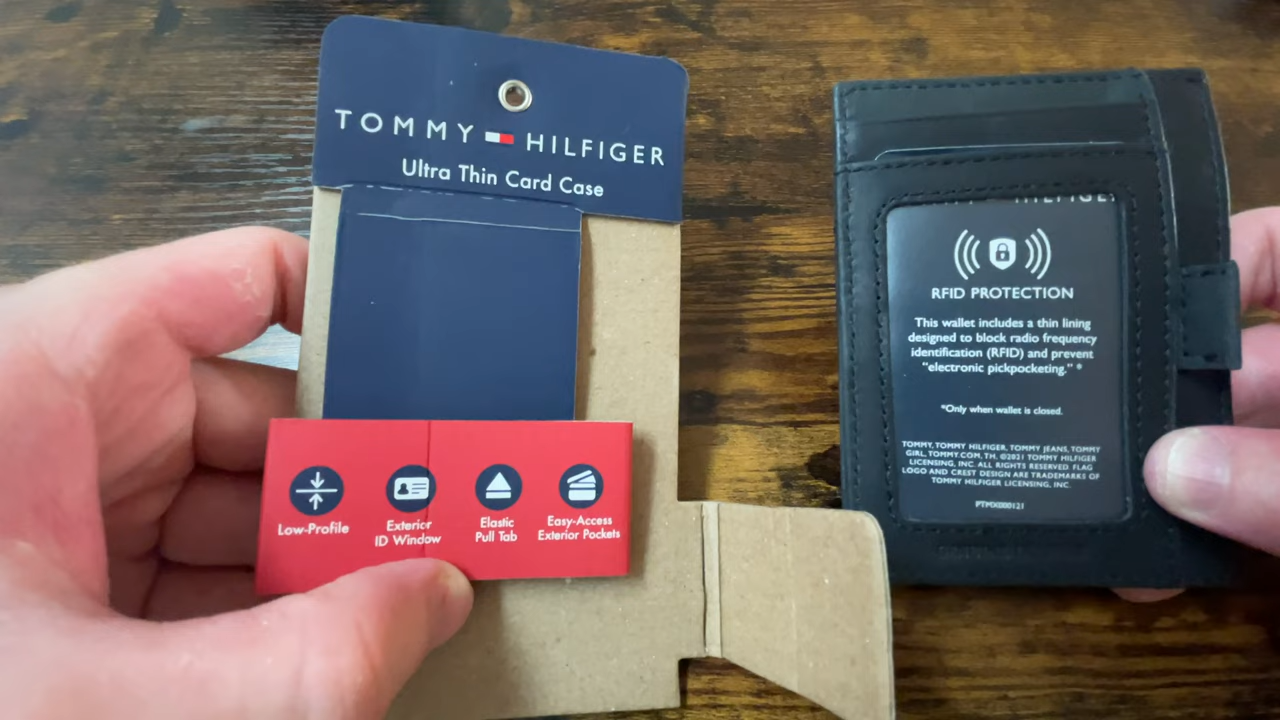 TOMMY HILFIGER
Ultra Thin Card Case
Low-Profile
Exterior
ID Window
Elastic
Pull Tab
Easy-Access
Exterior Pockets
HILFIGER
RFID PROTECTION
This wallet includes a thin lining
designed to block radio frequency
identification (RFID) and prevent
"electronic pickpocketing." *
*Only when wallet is closed.
TOMMY, TOMMY HILFIGER, TOMMY JEANS, TOMMY
GIRL, TOMMY.COM, TH, ©2021 TOMMY HILFIGER
LICENSING, INC. ALL RIGHTS RESERVED. FLAG
LOGO AND CREST DESIGN ARE TRADEMARKS OF
TOMMY HILFIGER LICENSING, INC.
PTMX000121